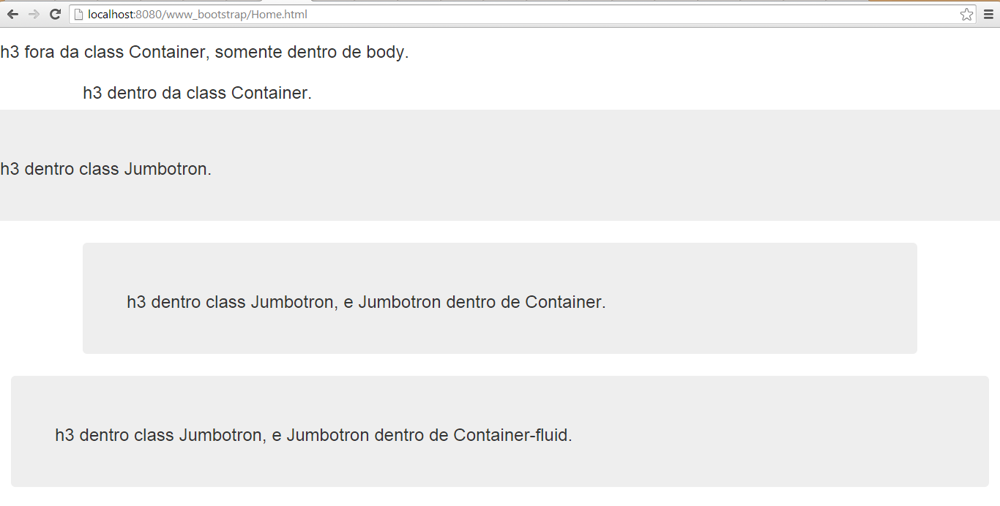 localhost:8080/www_bootstrap/Home.html
h3 fora da class Container, somente dentro de body.
h3 dentro da class Container.
h3 dentro class Jumbotron.
h3 dentro class Jumbotron, e Jumbotron dentro de Container.
h3 dentro class Jumbotron, e Jumbotron dentro de Container-fluid.